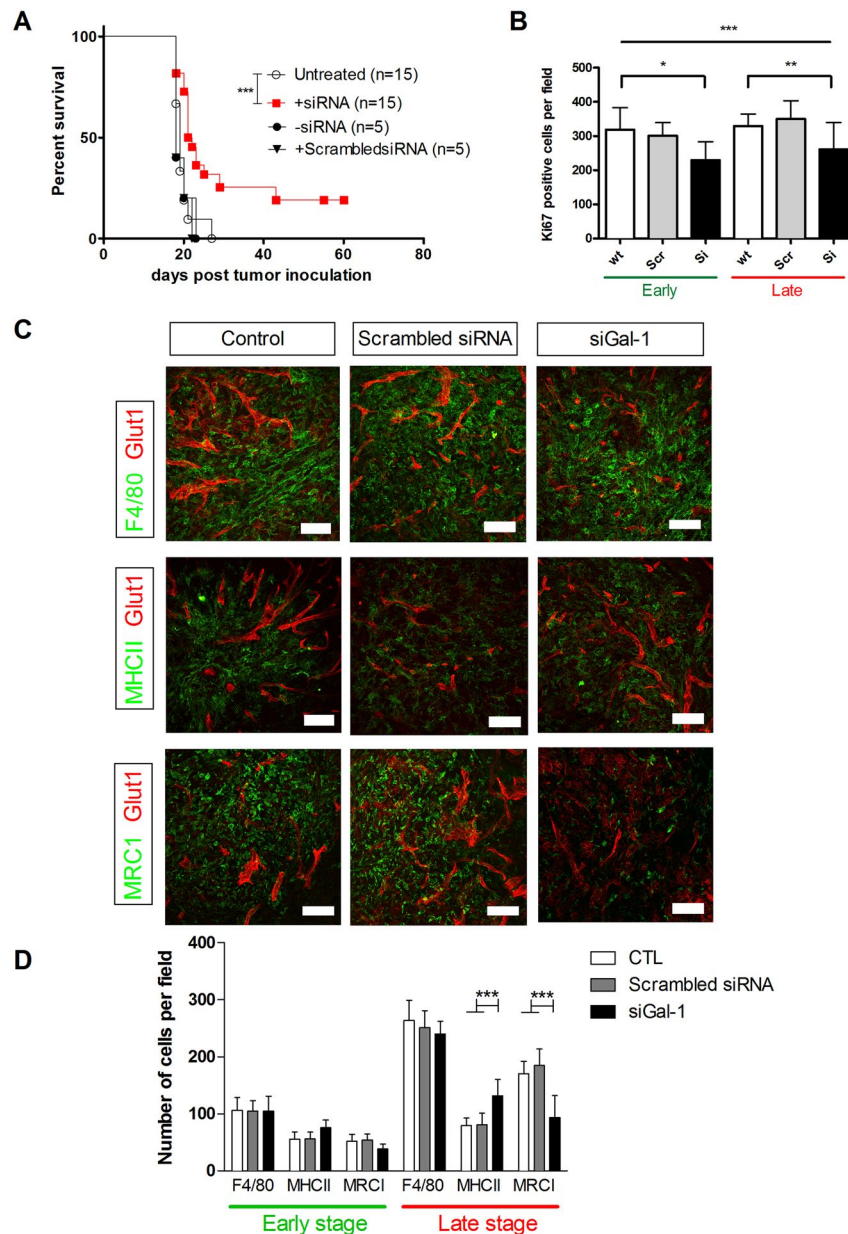 A
100
50
0
Percent survival
0
20
40
60
80
days post tumor inoculation
***
Untreated (n=15)
+siRNA (n=15)
-siRNA (n=5)
+ScrambledsiRNA (n=5)
B
***
*
**
500
400
300
200
100
0
Ki67 positive cells per field
wt
Scr
Si
wt
Scr
Si
Early
Late
C
Control
Scrambled siRNA
siGal-1
F4/80 Glut1
MHCII Glut1
MRC1 Glut1
D
400
300
200
100
0
Number of cells per field
***
***
CTL
Scrambled siRNA
siGal-1
F4/80
MHCII
MRCI
F4/80
MHCII
MRCI
Early stage
Late stage